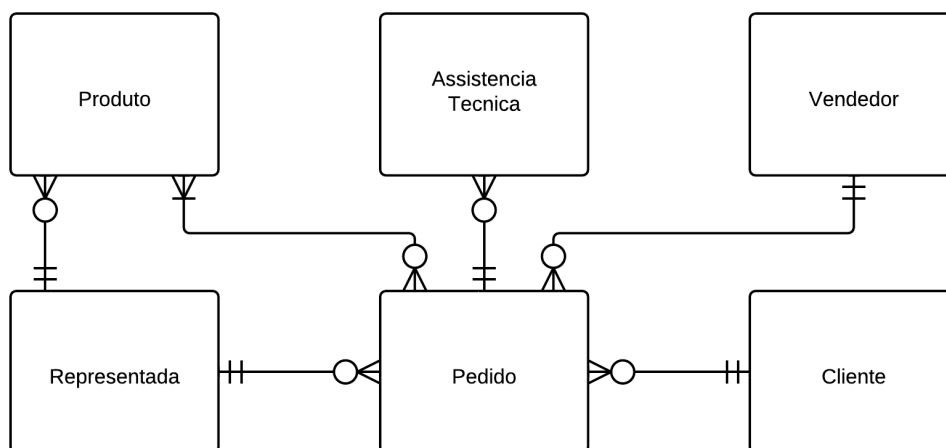 Produto
Assistencia
Tecnica
Vendedor
Representada
Pedido
Cliente